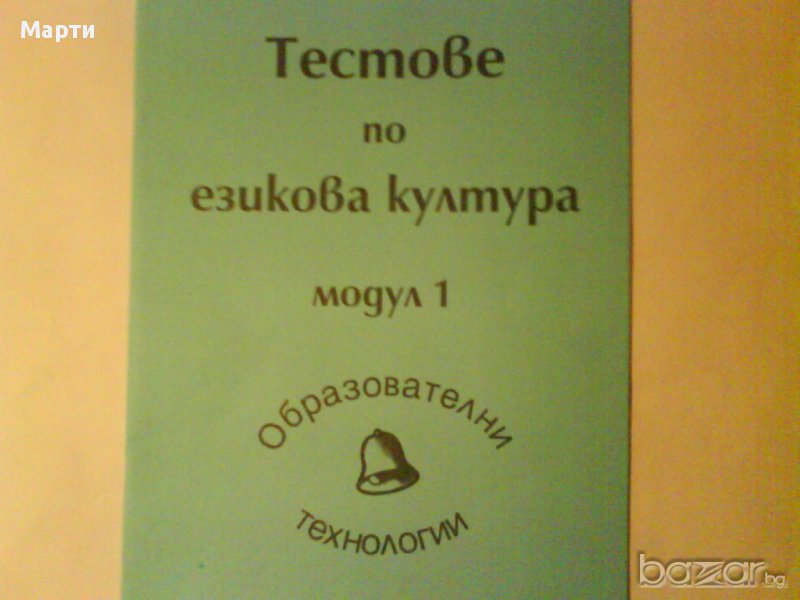 Марти
Тестове
по
езикова култура
модул 1
Образователни
технологии
bazar.bg